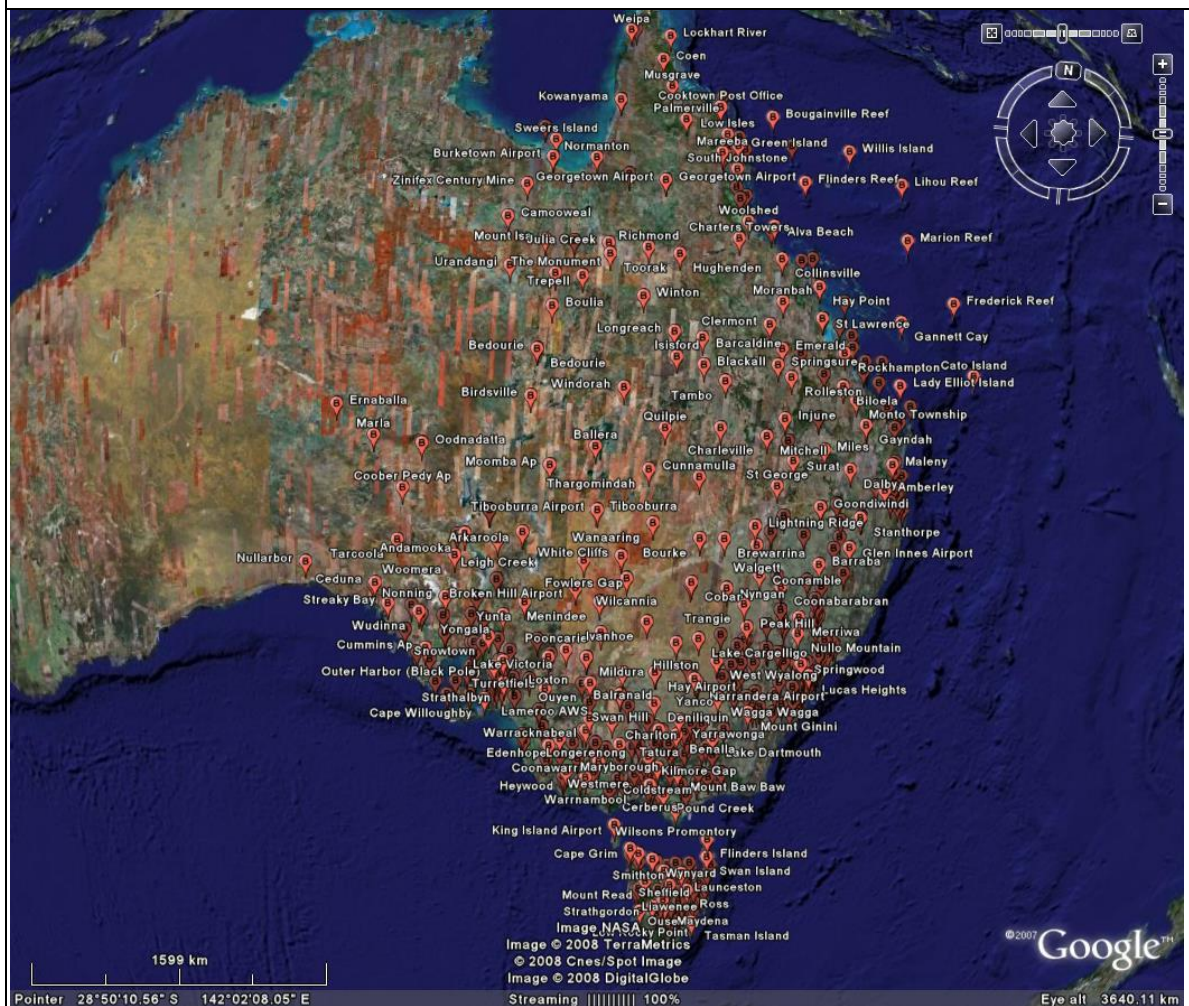 Weipa
Lockhart River
Coen
Musgrave
Kowanyama
Cooktown Post Office
Palmerville
Bougainville Reef
Low Isles
Sweers Island
Normanton
Mareeba Green Island
Willis Island
Burketown Airport
South Johnstone
Zinifex Century Mine
Georgetown Airport
Georgetown Airport
Flinders Reef
Lihou Reef
Camooweal
Woolshed
Mount Isa
Julia Creek
Richmond
Charters Towers
Alva Beach
Marion Reef
Urandangi
The Monument
Toorak
Hughenden
Collinsville
Trepell
Boulia
Winton
Moranbah
Hay Point
Frederick Reef
Longreach
Clermont
St Lawrence
Gannett Cay
Bedourie
Isisford
Barcaldine
Emerald
Bedourie
Blackall
Springsure
Rockhampton
Cato Island
Birdsville
Windorah
Tambo
Rolleston
Lady Elliot Island
Ernaballa
Biloela
Marla
Quilpie
Injune
Monto Township
Oodnadatta
Ballera
Charleville
Mitchell
Miles
Gayndah
Coober Pedy Ap
Moomba Ap
Cunnamulla
Surat
Maleny
Thargomindah
St George
Dalby
Amberley
Tibooburra Airport
Tibooburra
Goondiwindi
Lightning Ridge
Stanthorpe
Nullarbor
Tarcoola
Andamooka
Arkaroola
Wanaaring
White Cliffs
Bourke
Brewarrina
Glen Innes Airport
Woomera
Leigh Creek
Walgett
Barraba
Ceduna
Fowlers Gap
Coonamble
Streaky Bay
Nonning
Broken Hill Airport
Wilcannia
Cobar
Nyngan
Coonabarabran
Wudinna
Yunta
Menindee
Trangie
Peak Hill
Merriwa
Yongala
Pooncarie
Ivanhoe
Cummins Ap
Snowtown
Lake Cargelligo
Nullo Mountain
Outer Harbor (Black Pole)
Lake Victoria
Mildura
Hillston
West Wyalong
Springwood
Turretfield
Loxton
Hay Airport
Lucas Heights
Strathalbyn
Ouyen
Balranald
Yanco
Narrandera Airport
Cape Willoughby
Lameroo AWS
Swan Hill
Deniliquin
Wagga Wagga
Mount Ginini
Warracknabeal
Charlton
Yarrawonga
Edenhope
Longerenong
Tatura
Benalla
Lake Dartmouth
Coonawarra
Maryborough
Kilmore Gap
Heywood
Westmere
Coldstream
Mount Baw Baw
Warrnambool
Cerberus
Pound Creek
King Island Airport
Wilsons Promontory
Cape Grim
Flinders Island
Smithton
Wynyard
Swan Island
Mount Read
Sheffield
Launceston
Strathgordon
Liawenee
Ross
Ouse
Maydena
Low Rocky Point
Tasman Island
Image NASA
Image © 2008 TerraMetrics
© 2008 Cnes/Spot Image
Image © 2008 DigitalGlobe
N
©2007 Google™
1599 km
Pointer 28°50'10.56" S 142°02'08.05" E
Streaming |||||||||| 100%
Eye alt 3640.11 km